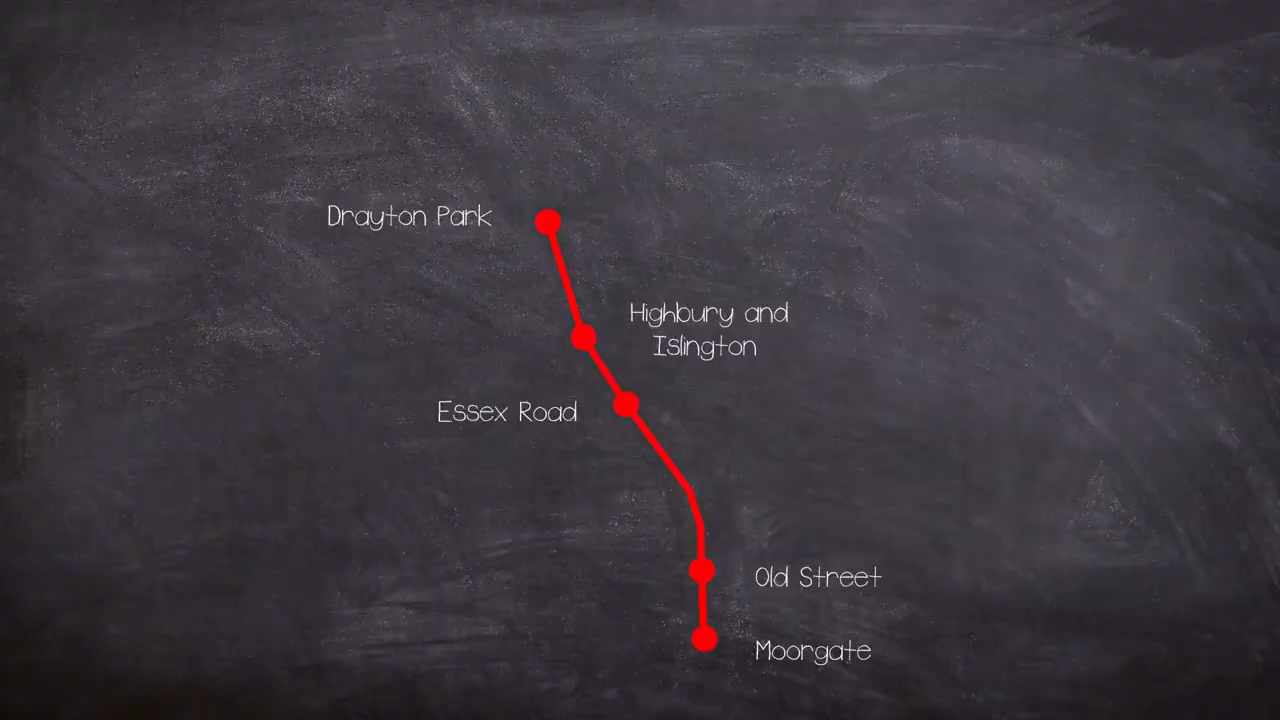 Drayton Park
Highbury and
Islington
Essex Road
Old Street
Moorgate